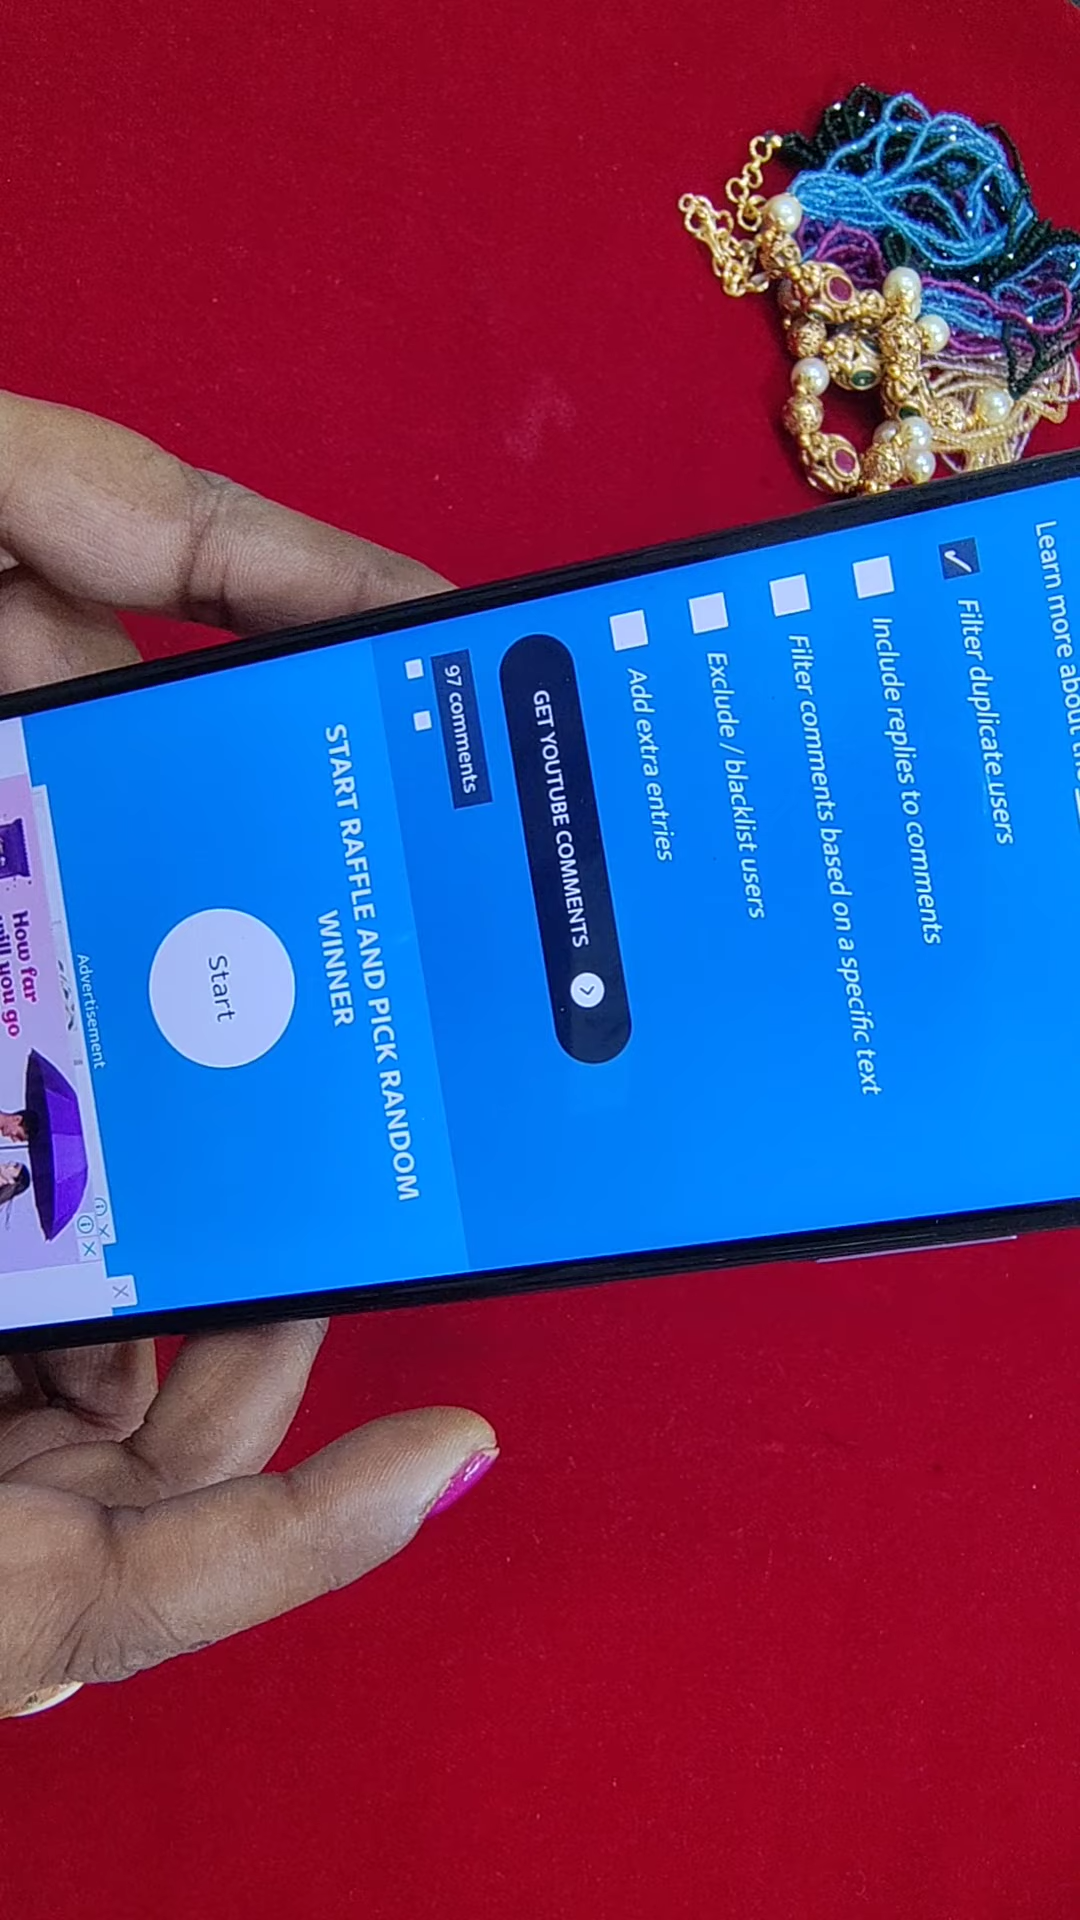 Learn more about
Filter duplicate users
Include replies to comments
Filter comments based on a specific text
Exclude / blacklist users
Add extra entries
GET YOUTUBE COMMENTS
97 comments
START RAFFLE AND PICK RANDOM
WINNER
Start
Advertisement
How far
will you go